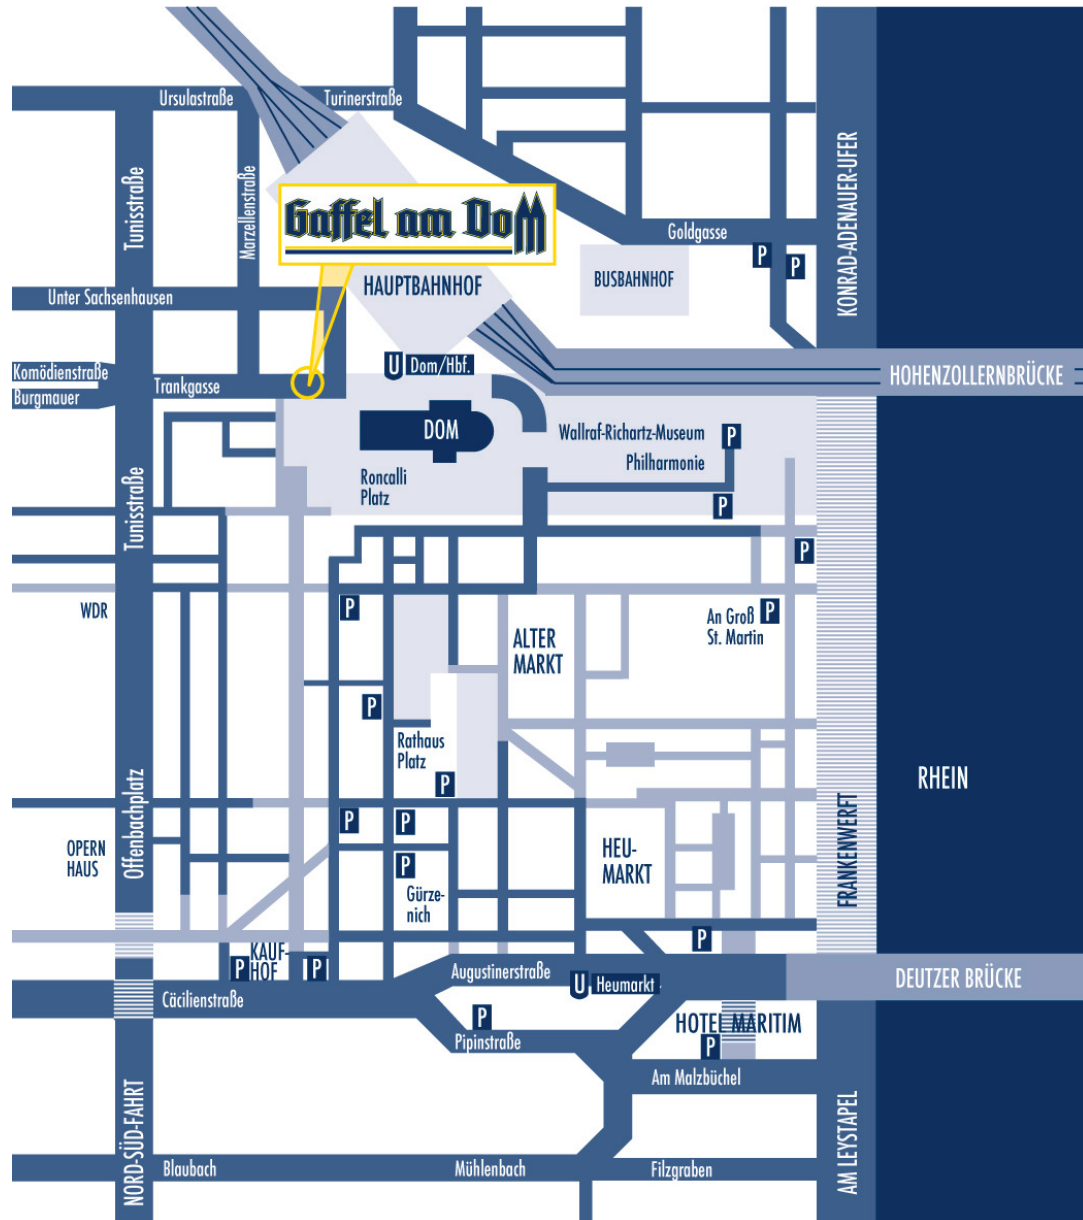 Ursulastraße
Turinerstraße
Tunisstraße
Marzellenstraße
KONRAD-ADENAUER-UFER
Gaffel am DoM
Goldgasse
P
P
HAUPTBAHNHOF
BUSBAHNHOF
Unter Sachsenhausen
U Dom/Hbf.
Komödienstraße
Trankgasse
Burgmauer
HOHENZOLLERNBRÜCKE
DOM
Wallraf-Richartz-Museum
P
Philharmonie
Roncalli
Platz
P
Tunisstraße
P
WDR
P
An Groß
P
St. Martin
ALTER
MARKT
P
Rathaus
Platz
P
RHEIN
Offenbachplatz
P
P
OPERN
HAUS
HEU-
MARKT
FRANKENWERFT
P
Gürze-
nich
P
KAUF-
HOF
P
P
Augustinerstraße
U Heumarkt
DEUTZER BRÜCKE
Cäcilienstraße
P
HOTEL MARITIM
Pipinstraße
P
Am Malzbüchel
NORD-SÜD-FAHRT
AM LEYSTAPEL
Blaubach
Mühlenbach
Filzgraben